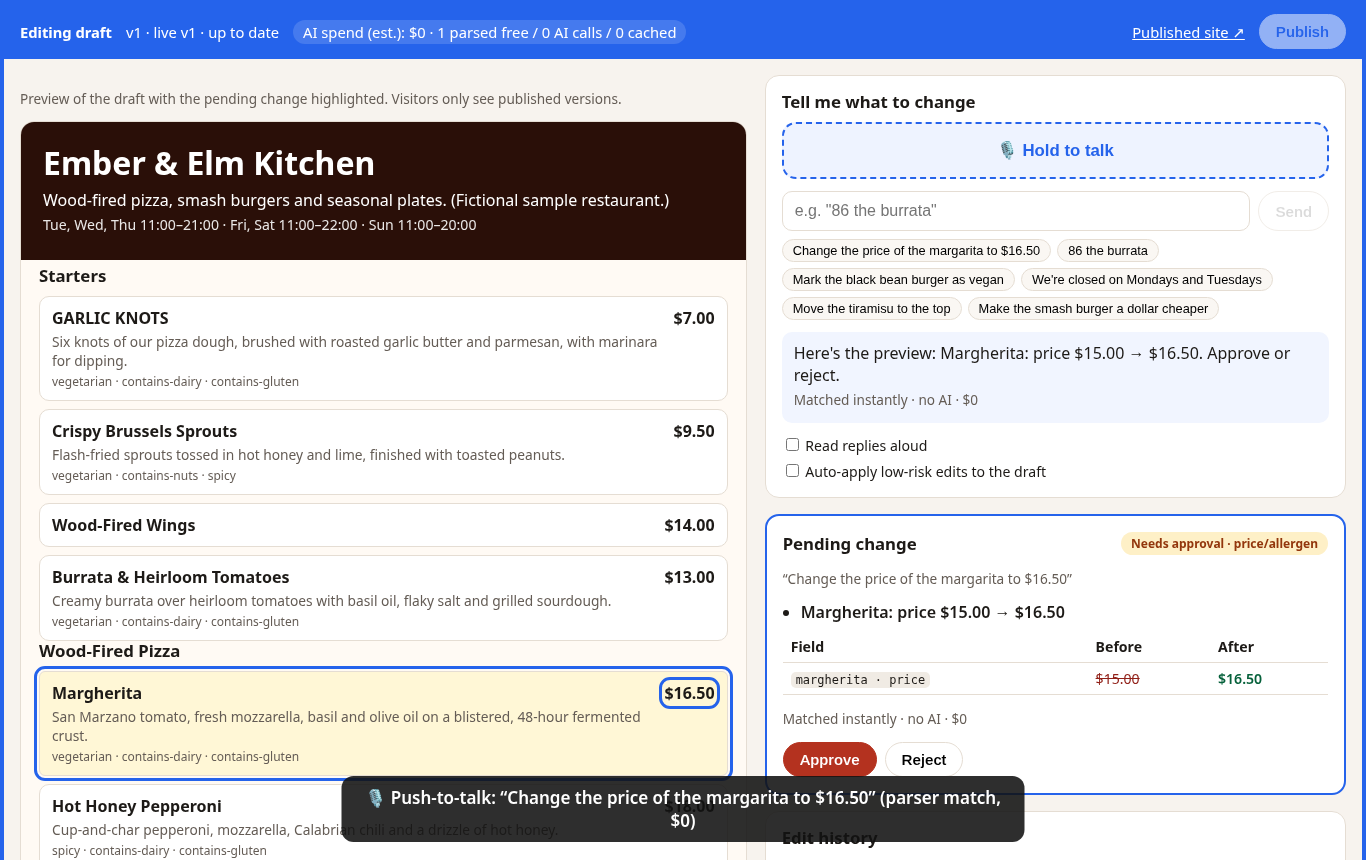 Editing draft v1 · live v1 · up to date AI spend (est.): $0 · 1 parsed free / 0 AI calls / 0 cached Published site ↗ Publish
Preview of the draft with the pending change highlighted. Visitors only see published versions.
Ember & Elm Kitchen
Wood-fired pizza, smash burgers and seasonal plates. (Fictional sample restaurant.)
Tue, Wed, Thu 11:00–21:00 · Fri, Sat 11:00–22:00 · Sun 11:00–20:00
Starters
GARLIC KNOTS $7.00
Six knots of our pizza dough, brushed with roasted garlic butter and parmesan, with marinara
for dipping.
vegetarian · contains-dairy · contains-gluten
Crispy Brussels Sprouts $9.50
Flash-fried sprouts tossed in hot honey and lime, finished with toasted peanuts.
vegetarian · contains-nuts · spicy
Wood-Fired Wings $14.00
Burrata & Heirloom Tomatoes $13.00
Creamy burrata over heirloom tomatoes with basil oil, flaky salt and grilled sourdough.
vegetarian · contains-dairy · contains-gluten
Wood-Fired Pizza
Margherita $16.50
San Marzano tomato, fresh mozzarella, basil and olive oil on a blistered, 48-hour fermented
crust.
vegetarian · contains-dairy · contains-gluten
Hot Honey Pepperoni $18.00
Cup-and-char pepperoni, mozzarella, Calabrian chili and a drizzle of hot honey.
spicy · contains-dairy · contains-gluten
Tell me what to change
🎙️ Hold to talk
e.g. "86 the burrata" Send
Change the price of the margarita to $16.50 86 the burrata
Mark the black bean burger as vegan We're closed on Mondays and Tuesdays
Move the tiramisu to the top Make the smash burger a dollar cheaper
Here's the preview: Margherita: price $15.00 → $16.50. Approve or
reject.
Matched instantly · no AI · $0
Read replies aloud
Auto-apply low-risk edits to the draft
Pending change Needs approval · price/allergen
“Change the price of the margarita to $16.50”
• Margherita: price $15.00 → $16.50
Field Before After
margherita · price $15.00 $16.50
Matched instantly · no AI · $0
Approve Reject
🎙️ Push-to-talk: “Change the price of the margarita to $16.50” (parser match,
$0)
Edit history